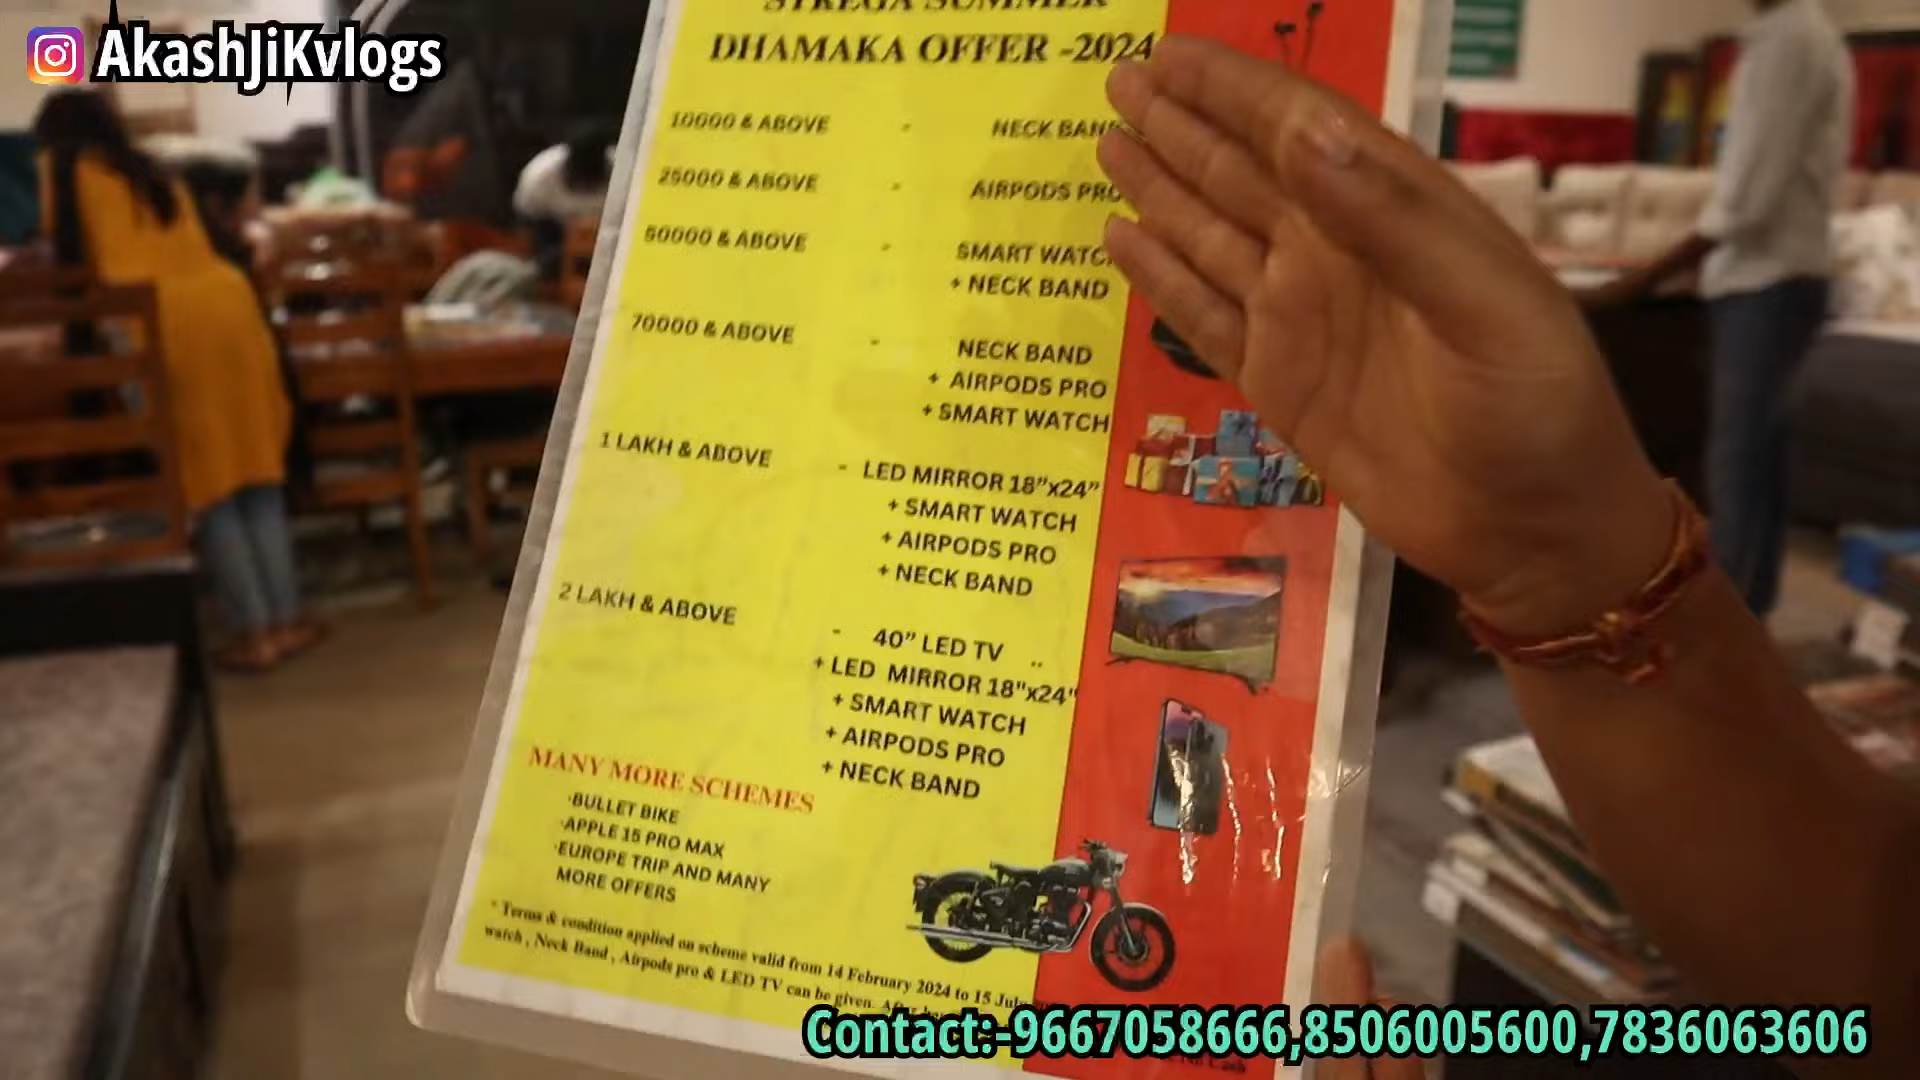 AkashJiKvlogs
SUMMER
DHAMAKA OFFER -2024
10000 & ABOVE - NECK BAND
25000 & ABOVE - AIRPODS PRO
50000 & ABOVE - SMART WATC
+ NECK BAND
70000 & ABOVE - NECK BAND
+ AIRPODS PRO
+ SMART WATCH
1 LAKH & ABOVE - LED MIRROR 18”x24”
+ SMART WATCH
+ AIRPODS PRO
+ NECK BAND
2 LAKH & ABOVE - 40” LED TV
+ LED MIRROR 18"x24"
+ SMART WATCH
+ AIRPODS PRO
+ NECK BAND
MANY MORE SCHEMES
·BULLET BIKE
·APPLE 15 PRO MAX
·EUROPE TRIP AND MANY
MORE OFFERS
* Terms & condition applied on scheme valid from 14 February 2024 to 15 July
watch , Neck Band , Airpods pro & LED TV can be given.
Contact:-9667058666,8506005600,7836063606